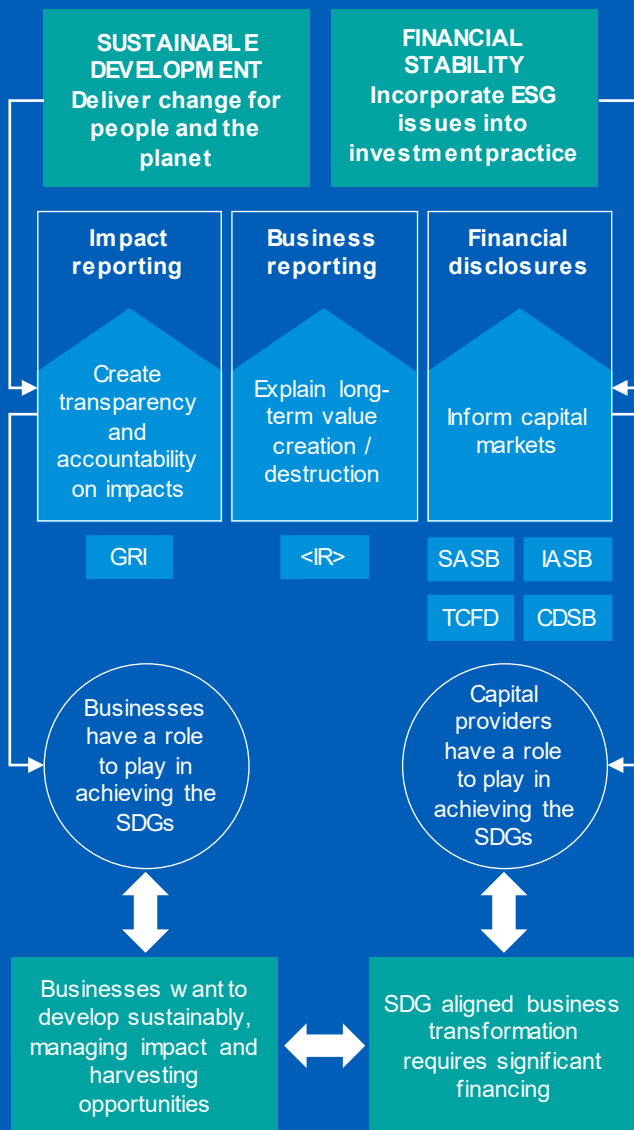 SUSTAINABLE
DEVELOPMENT
Deliver change for
people and the
planet
FINANCIAL
STABILITY
Incorporate ESG
issues into
investment practice
Impact
reporting
Business
reporting
Financial
disclosures
Create
transparency
and
accountability
on impacts
Explain long-
term value
creation /
destruction
Inform capital
markets
GRI
<IR>
SASB
IASB
TCFD
CDSB
Businesses
have a role
to play in
achieving the
SDGs
Capital
providers
have a role
to play in
achieving the
SDGs
Businesses want to
develop sustainably,
managing impact and
harvesting
opportunities
SDG aligned business
transformation
requires significant
financing